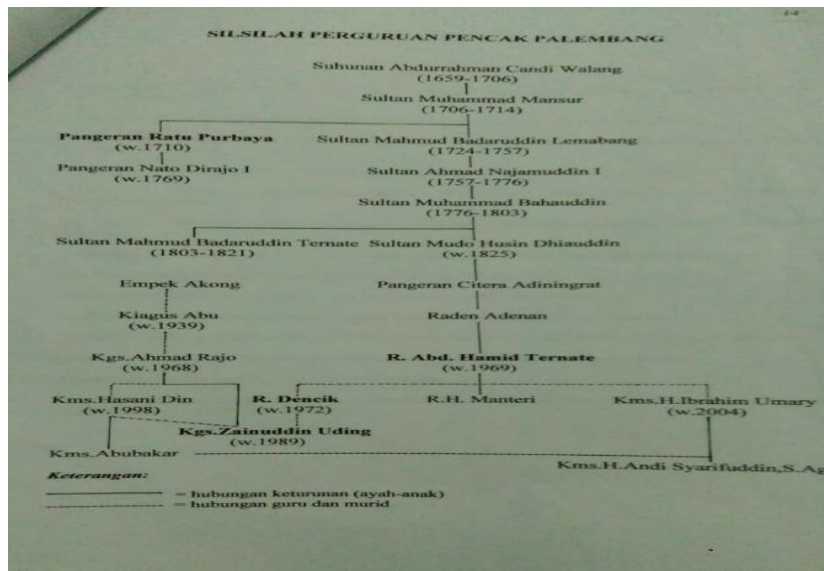 14
SILSILAH PERGURUAN PENCAK PALEMBANG
Suhunan Abdurrahman Candi Walang
(1659-1706)
Sultan Muhammad Mansur
(1706-1714)
Pangeran Ratu Purbaya Sultan Mahmud Badaruddin Lemabang
(w.1710) (1724-1757)
Pangeran Nato Dirajo I Sultan Ahmad Najamuddin I
(w.1769) (1757-1776)
Sultan Muhammad Bahauddin
(1776-1803)
Sultan Mahmud Badaruddin Ternate Sultan Mudo Husin Dhiauddin
(1803-1821) (w.1825)
Empek Akong Pangeran Citera Adiningrat
Kiagus Abu Raden Adenan
(w.1939)
Kgs.Ahmad Rajo R. Abd. Hamid Ternate
(w.1968) (w.1969)
Kms.Hasani Din R. Dencik R.H. Manteri Kms.H.Ibrahim Umary
(w.1998) (w.1972) (w.2004)
Kgs.Zainuddin Uding
(w.1989)
Kms.Abubakar
Kms.H.Andi Syarifuddin,S.Ag
Keterangan:
= hubungan keturunan (ayah-anak)
= hubungan guru dan murid